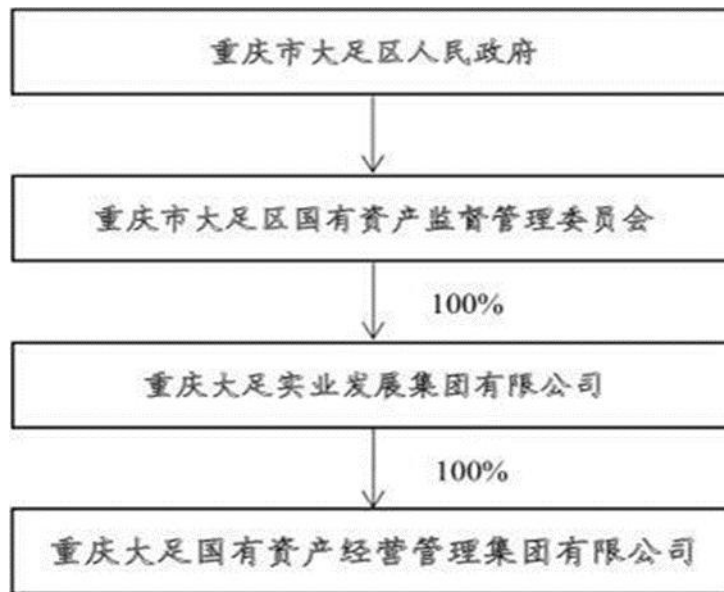 重庆市大足区人民政府
重庆市大足区国有资产监督管理委员会
100%
重庆大足实业发展集团有限公司
100%
重庆大足国有资产经营管理集团有限公司